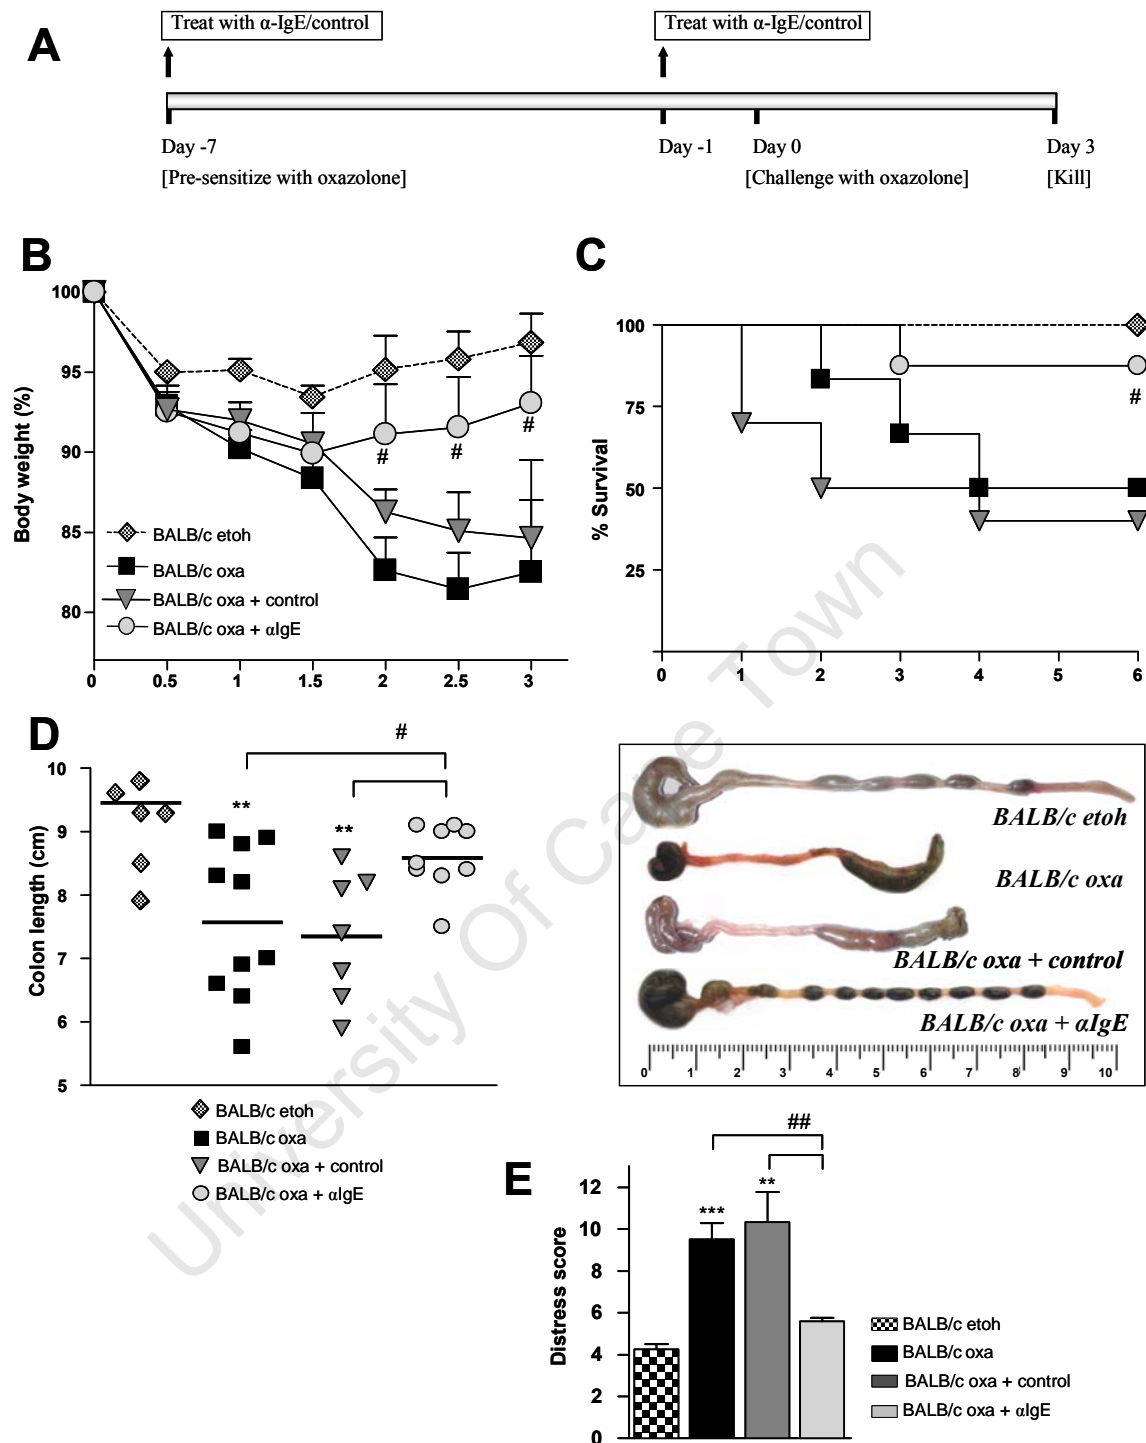 A
Treat with α-IgE/control
Treat with α-IgE/control
Day -7
Day -1
Day 0
Day 3
[Pre-sensitize with oxazolone]
[Challenge with oxazolone]
[Kill]
B
Body weight (%)
100
95
90
85
80
#
#
#
BALB/c etoh
BALB/c oxa
BALB/c oxa + control
BALB/c oxa + αIgE
0 0.5 1 1.5 2 2.5 3
C
% Survival
100
75
50
25
#
0 1 2 3 4 5 6
D
Colon length (cm)
10
9
8
7
6
5
#
**
**
BALB/c etoh
BALB/c oxa
BALB/c oxa + control
BALB/c oxa + αIgE
BALB/c etoh
BALB/c oxa
BALB/c oxa + control
BALB/c oxa + αIgE
0 1 2 3 4 5 6 7 8 9 10
E
Distress score
12
10
8
6
4
2
0
##
***
**
BALB/c etoh
BALB/c oxa
BALB/c oxa + control
BALB/c oxa + αIgE
University Of Cape Town